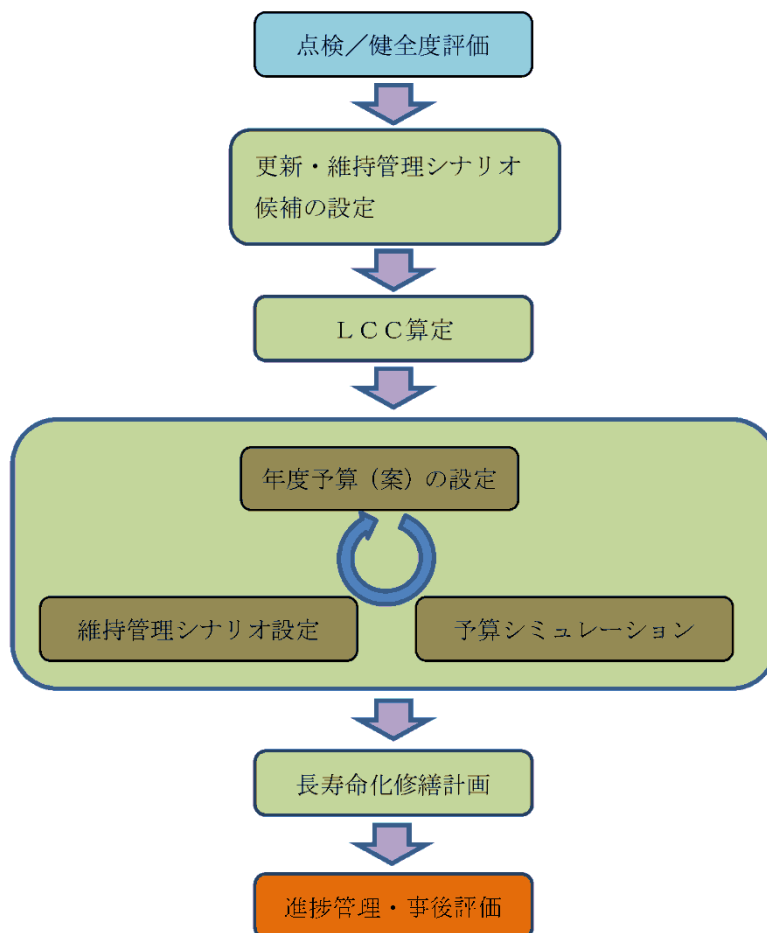 点検／健全度評価
更新・維持管理シナリオ
候補の設定
ＬＣＣ算定
年度予算（案）の設定
維持管理シナリオ設定
予算シミュレーション
長寿命化修繕計画
進捗管理・事後評価